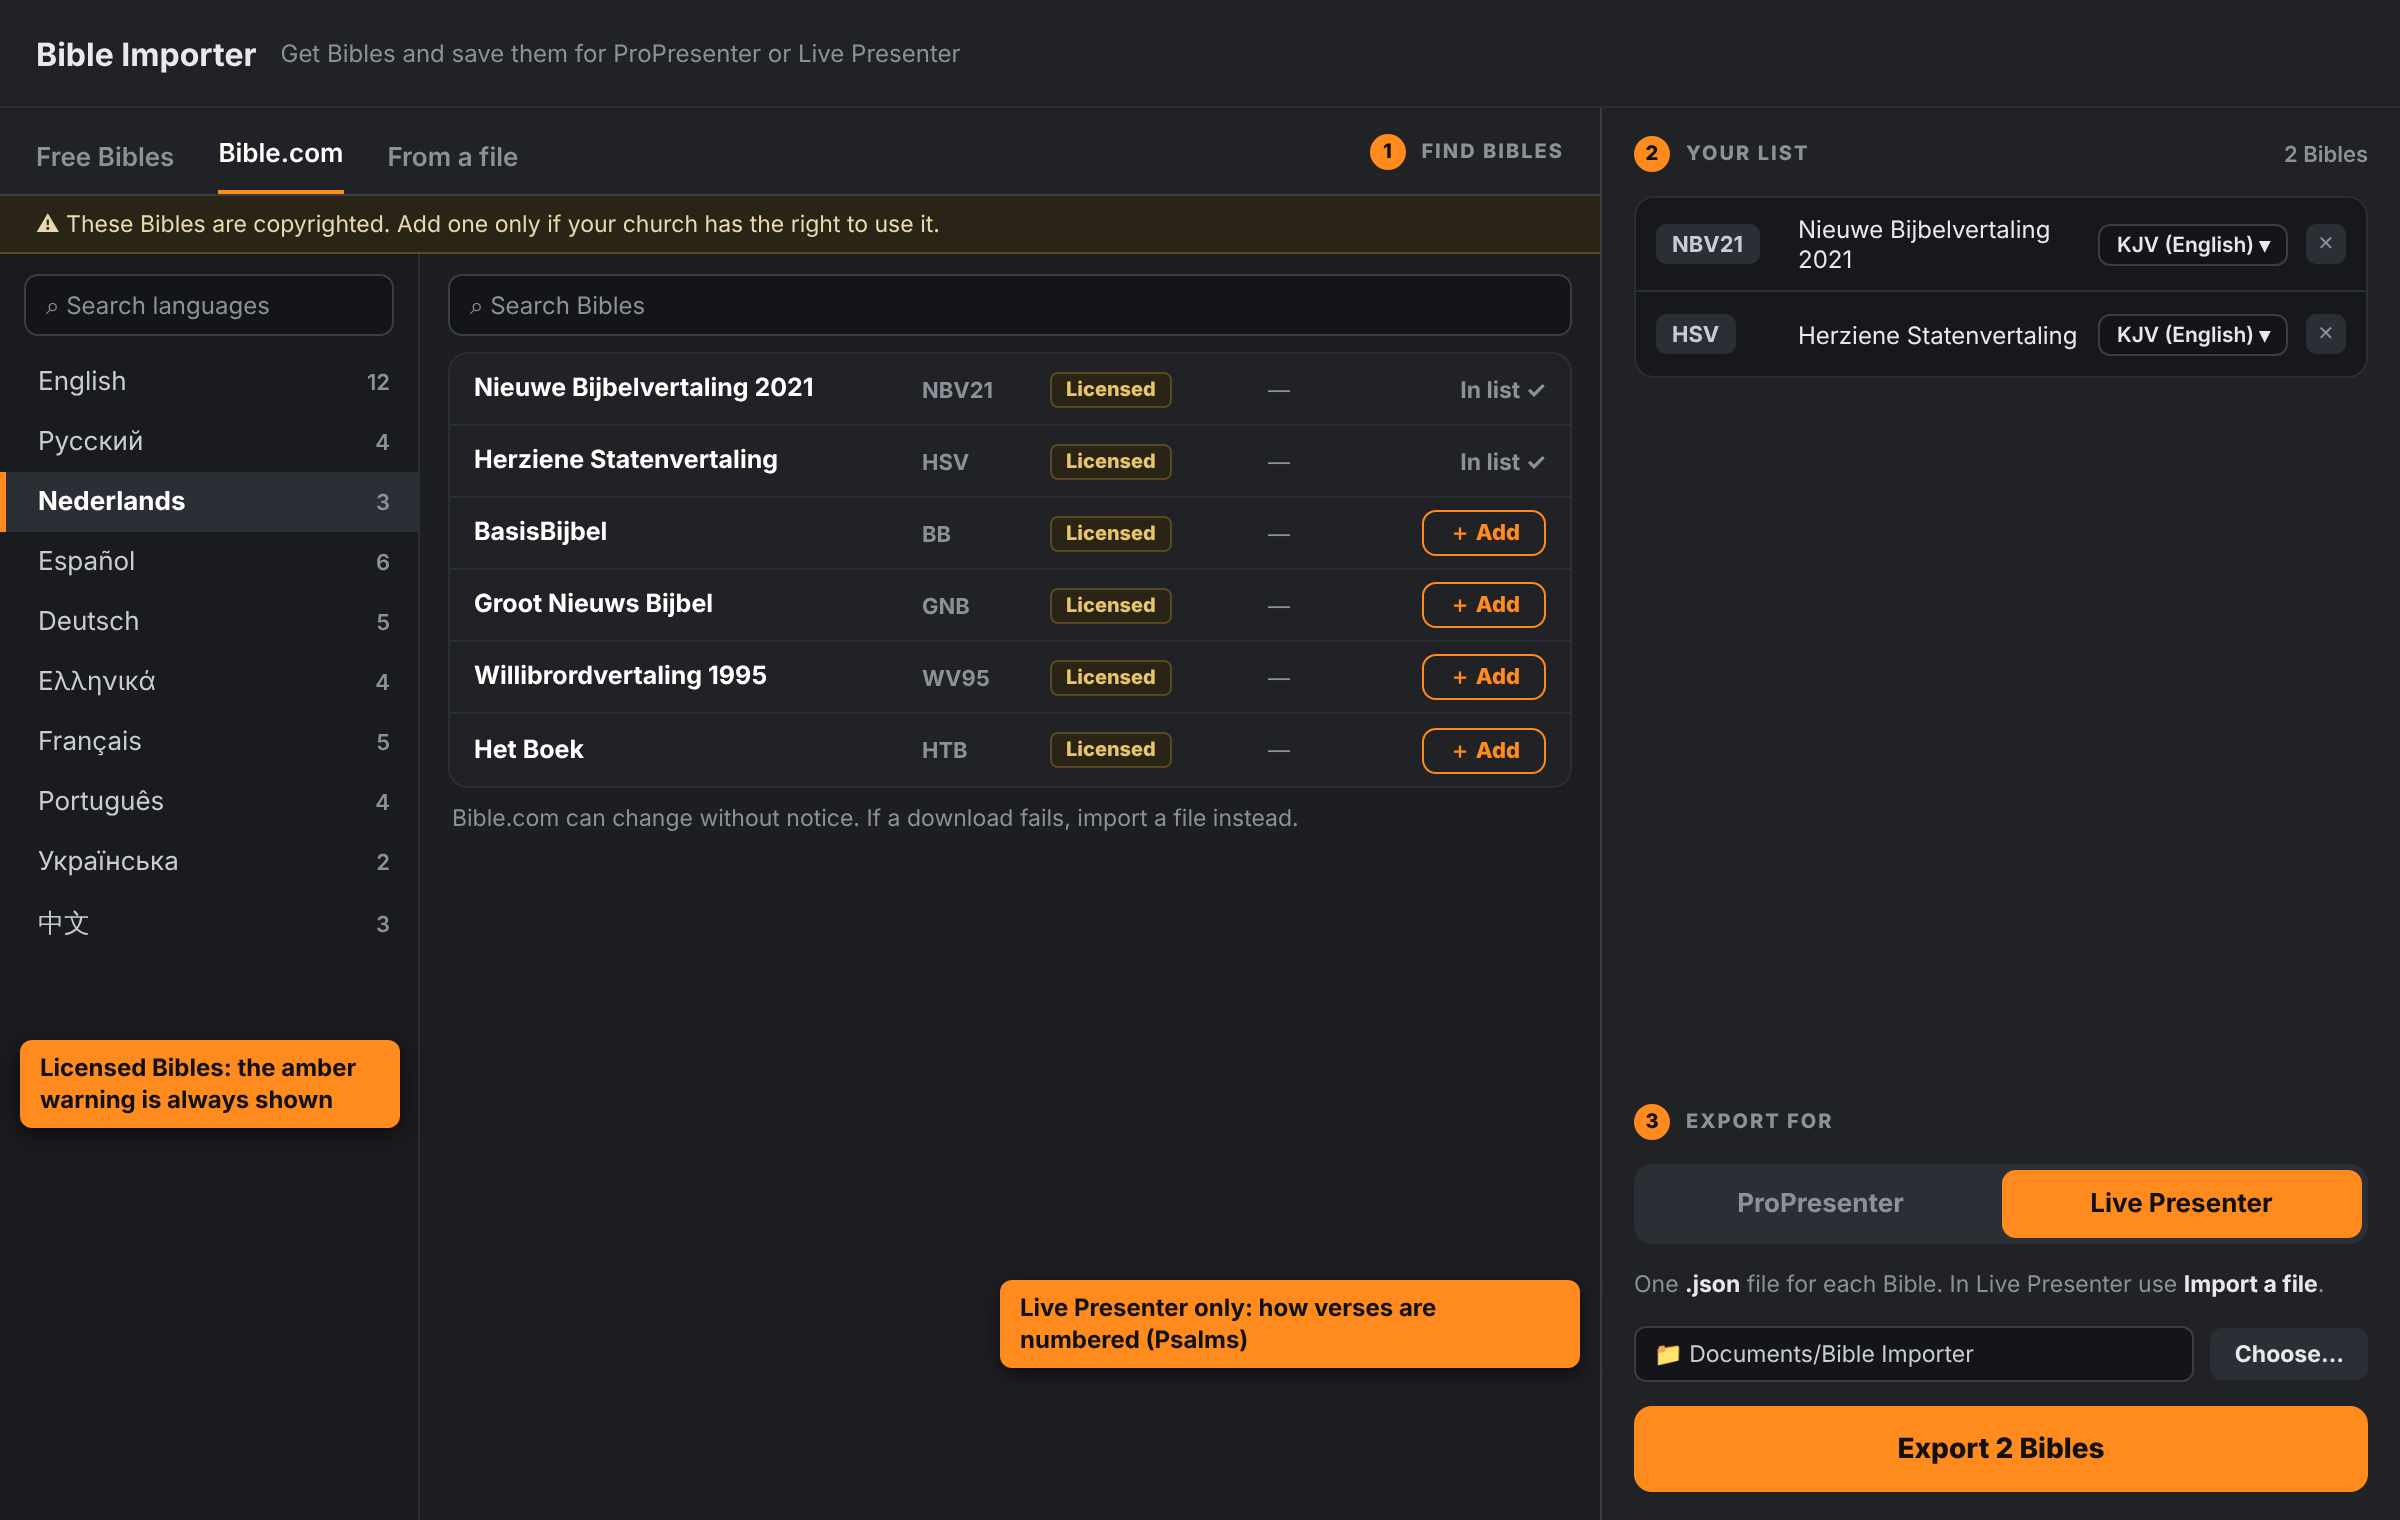 Bible Importer Get Bibles and save them for ProPresenter or Live Presenter
Free Bibles Bible.com From a file
1 FIND BIBLES
⚠ These Bibles are copyrighted. Add one only if your church has the right to use it.
Search languages
English 12
Русский 4
Nederlands 3
Español 6
Deutsch 5
Ελληνικά 4
Français 5
Português 4
Українська 2
中文 3
Licensed Bibles: the amber
warning is always shown
Search Bibles
Nieuwe Bijbelvertaling 2021 NBV21 Licensed — In list ✓
Herziene Statenvertaling HSV Licensed — In list ✓
BasisBijbel BB Licensed — + Add
Groot Nieuws Bijbel GNB Licensed — + Add
Willibrordvertaling 1995 WV95 Licensed — + Add
Het Boek HTB Licensed — + Add
Bible.com can change without notice. If a download fails, import a file instead.
Live Presenter only: how verses are
numbered (Psalms)
2 YOUR LIST 2 Bibles
NBV21 Nieuwe Bijbelvertaling
2021 KJV (English) ▾ ×
HSV Herziene Statenvertaling KJV (English) ▾ ×
3 EXPORT FOR
ProPresenter Live Presenter
One .json file for each Bible. In Live Presenter use Import a file.
📁 Documents/Bible Importer Choose...
Export 2 Bibles